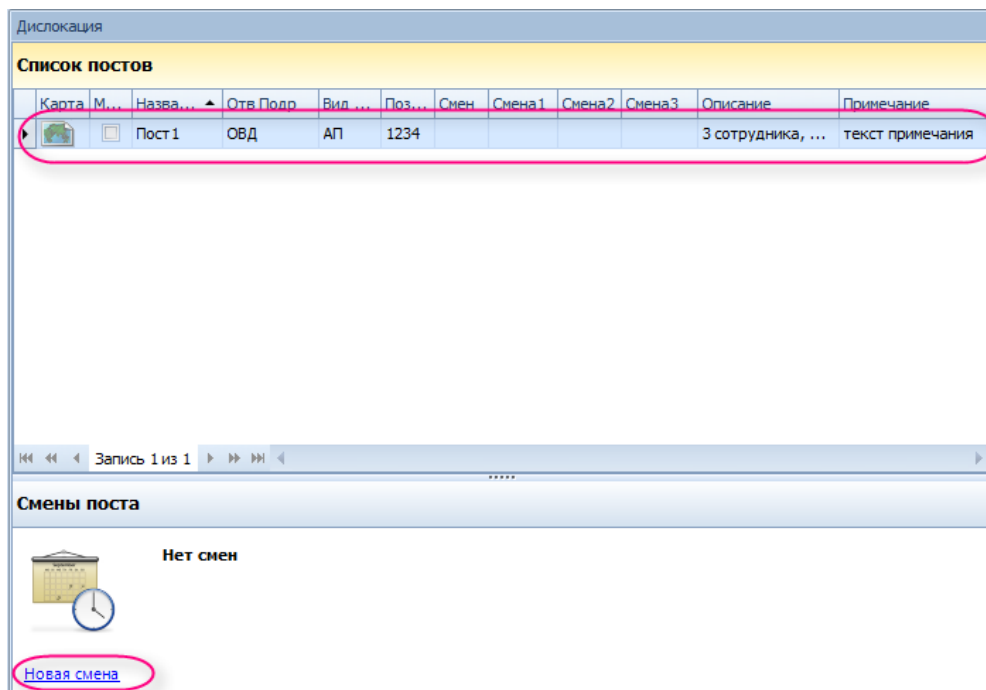 Дислокация
Список постов
Карта М... Назва... Отв Подр Вид ... Поз... Смен Смена1 Смена2 Смена3 Описание Примечание
Пост1 ОВД АП 1234 3 сотрудника, ... текст примечания
Запись 1 из 1
Смены поста
Нет смен
Новая смена